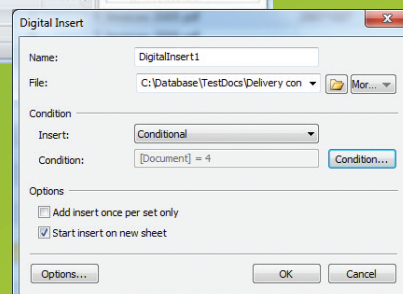 Digital Insert
Name: DigitalInsert1
File: C:\Database\TestDocs\Delivery con Mor...
Condition
Insert: Conditional
Condition: [Document] = 4 Condition...
Options
Add insert once per set only
Start insert on new sheet
Options... OK Cancel